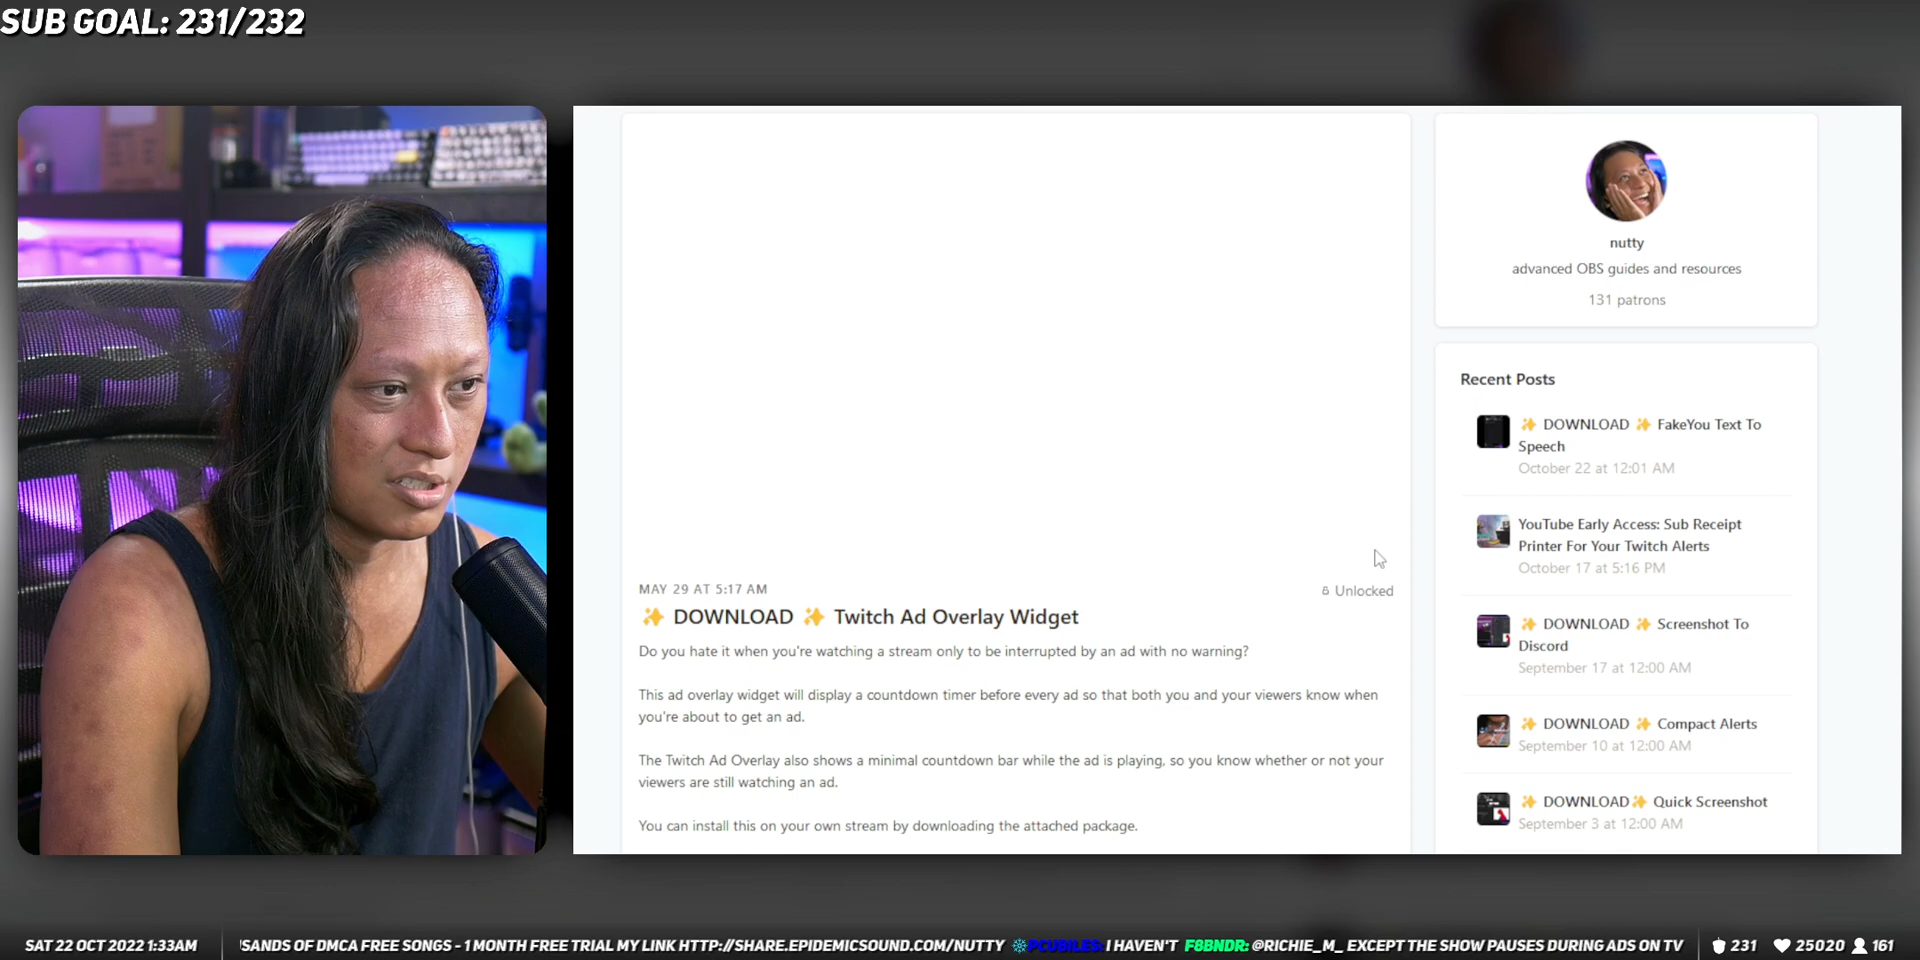 SUB GOAL: 231/232
nutty
advanced OBS guides and resources
131 patrons
Recent Posts
✨ DOWNLOAD ✨ FakeYou Text To
Speech
October 22 at 12:01 AM
YouTube Early Access: Sub Receipt
Printer For Your Twitch Alerts
October 17 at 5:16 PM
✨ DOWNLOAD ✨ Screenshot To
Discord
September 17 at 12:00 AM
✨ DOWNLOAD ✨ Compact Alerts
September 10 at 12:00 AM
✨ DOWNLOAD✨ Quick Screenshot
September 3 at 12:00 AM
MAY 29 AT 5:17 AM
Unlocked
✨ DOWNLOAD ✨ Twitch Ad Overlay Widget
Do you hate it when you're watching a stream only to be interrupted by an ad with no warning?
This ad overlay widget will display a countdown timer before every ad so that both you and your viewers know when
you're about to get an ad.
The Twitch Ad Overlay also shows a minimal countdown bar while the ad is playing, so you know whether or not your
viewers are still watching an ad.
You can install this on your own stream by downloading the attached package.
SAT 22 OCT 2022 1:33AM
SANDS OF DMCA FREE SONGS - 1 MONTH FREE TRIAL MY LINK HTTP://SHARE.EPIDEMICSOUND.COM/NUTTY PCUBILES: I HAVEN'T F8BNDR: @RICHIE_M_ EXCEPT THE SHOW PAUSES DURING ADS ON TV
231 25020 161